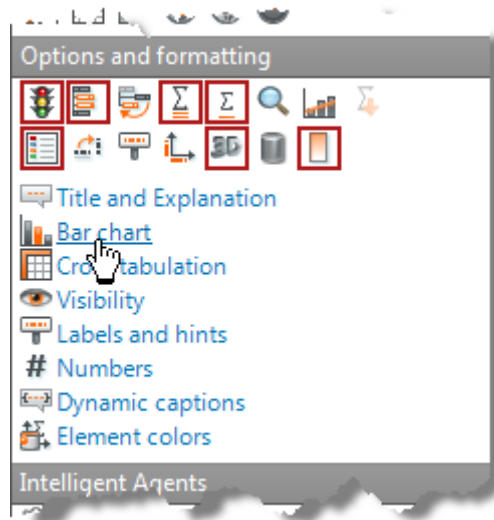 Options and formatting
Σ Σ Σ
3D
Title and Explanation
Bar chart
Cross tabulation
Visibility
Labels and hints
# Numbers
Dynamic captions
Element colors
Intelligent Agents